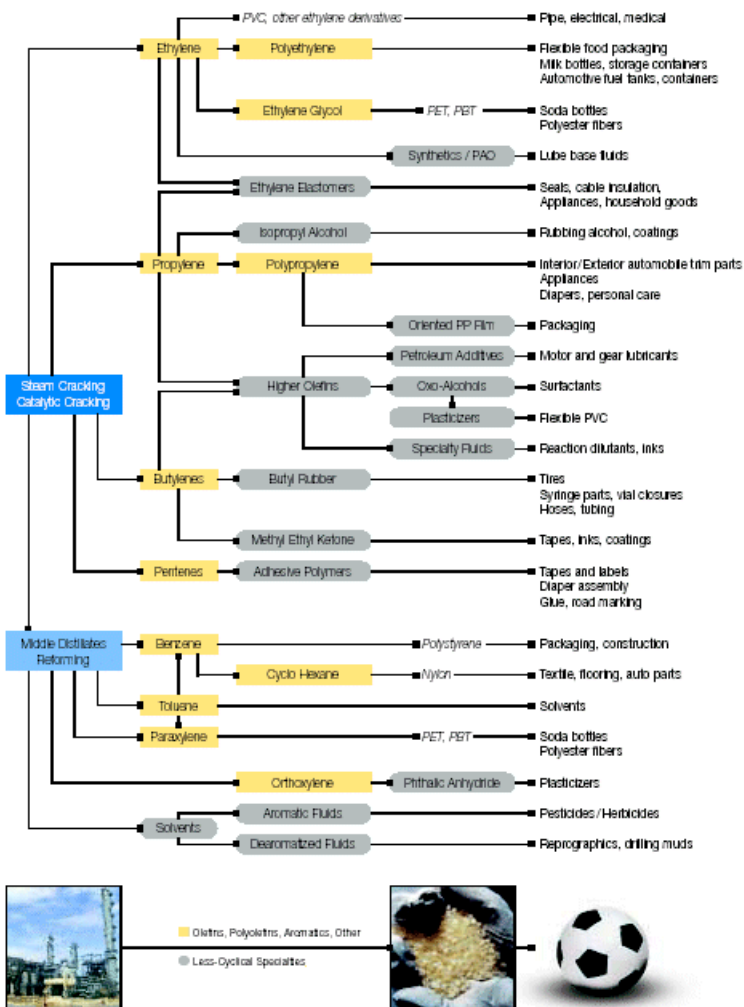 PVC, other ethylene derivatives
Pipe, electrical, medical
Ethylene
Polyethylene
Flexible food packaging
Milk bottles, storage containers
Automotive fuel tanks, containers
Ethylene Glycol
PET, PBT
Soda bottles
Polyester fibers
Synthetics / PAO
Lube base fluids
Ethylene Elastomers
Seals, cable insulation,
Appliances, household goods
Isopropyl Alcohol
Rubbing alcohol, coatings
Propylene
Polypropylene
Interior/Exterior automobile trim parts
Appliances
Diapers, personal care
Oriented PP Film
Packaging
Petroleum Additives
Motor and gear lubricants
Steam Cracking
Catalytic Cracking
Higher Olefins
Oxo-Alcohols
Surfactants
Plasticizers
Flexible PVC
Specialty Fluids
Reaction dilutants, inks
Butylenes
Butyl Rubber
Tires
Syringe parts, vial closures
Hoses, tubing
Methyl Ethyl Ketone
Tapes, inks, coatings
Pentenes
Adhesive Polymers
Tapes and labels
Diaper assembly
Glue, road marking
Middle Distillates
Reforming
Benzene
Polystyrene
Packaging, construction
Cyclo Hexane
Nylon
Textile, flooring, auto parts
Toluene
Solvents
Paraxylene
PET, PBT
Soda bottles
Polyester fibers
Orthoxylene
Phthalic Anhydride
Plasticizers
Solvents
Aromatic Fluids
Pesticides/Herbicides
Dearomatized Fluids
Reprographics, drilling muds
Olefins, Polyolefins, Aromatics, Other
Less-Cyclical Specialties